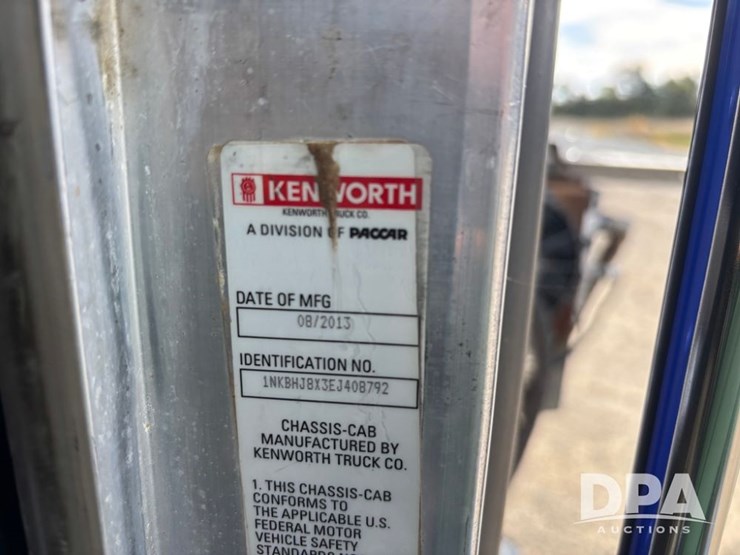 KENWORTH
KENWORTH TRUCK CO.
A DIVISION OF PACCAR
DATE OF MFG
08/2013
IDENTIFICATION NO.
1NKBHJ8X3EJ408792
CHASSIS-CAB
MANUFACTURED BY
KENWORTH TRUCK CO.
1. THIS CHASSIS-CAB
CONFORMS TO
THE APPLICABLE U.S.
FEDERAL MOTOR
VEHICLE SAFETY
STANDARDS
DPA
AUCTIONS